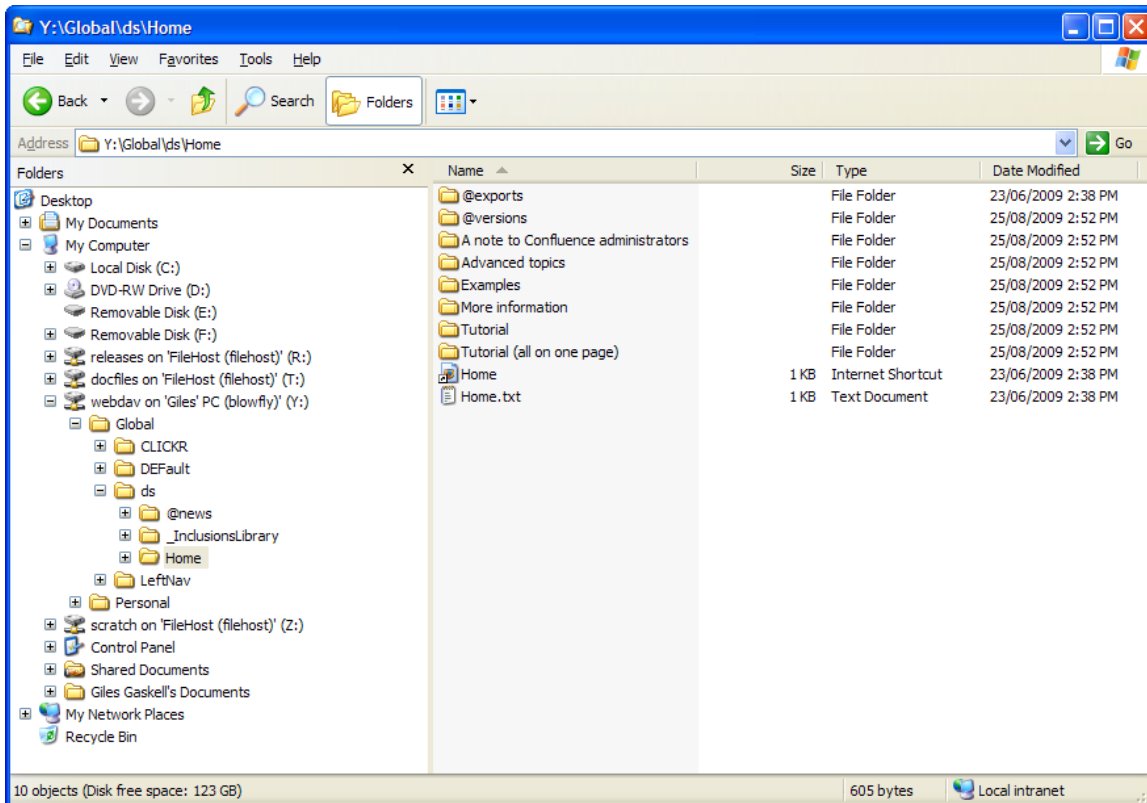 Y:\Global\ds\Home
File Edit View Favorites Tools Help
Back Search Folders
Address Y:\Global\ds\Home Go
Folders
Desktop
My Documents
My Computer
Local Disk (C:)
DVD-RW Drive (D:)
Removable Disk (E:)
Removable Disk (F:)
releases on 'FileHost (filehost)' (R:)
docfiles on 'FileHost (filehost)' (T:)
webdav on 'Giles' PC (blowfly)' (Y:)
Global
CLICKR
DEFault
ds
@news
_InclusionsLibrary
Home
LeftNav
Personal
scratch on 'FileHost (filehost)' (Z:)
Control Panel
Shared Documents
Giles Gaskell's Documents
My Network Places
Recycle Bin
Name Size Type Date Modified
@exports File Folder 23/06/2009 2:38 PM
@versions File Folder 25/08/2009 2:52 PM
A note to Confluence administrators File Folder 25/08/2009 2:52 PM
Advanced topics File Folder 25/08/2009 2:52 PM
Examples File Folder 25/08/2009 2:52 PM
More information File Folder 25/08/2009 2:52 PM
Tutorial File Folder 25/08/2009 2:52 PM
Tutorial (all on one page) File Folder 25/08/2009 2:52 PM
Home 1 KB Internet Shortcut 23/06/2009 2:38 PM
Home.txt 1 KB Text Document 23/06/2009 2:38 PM
10 objects (Disk free space: 123 GB) 605 bytes Local intranet